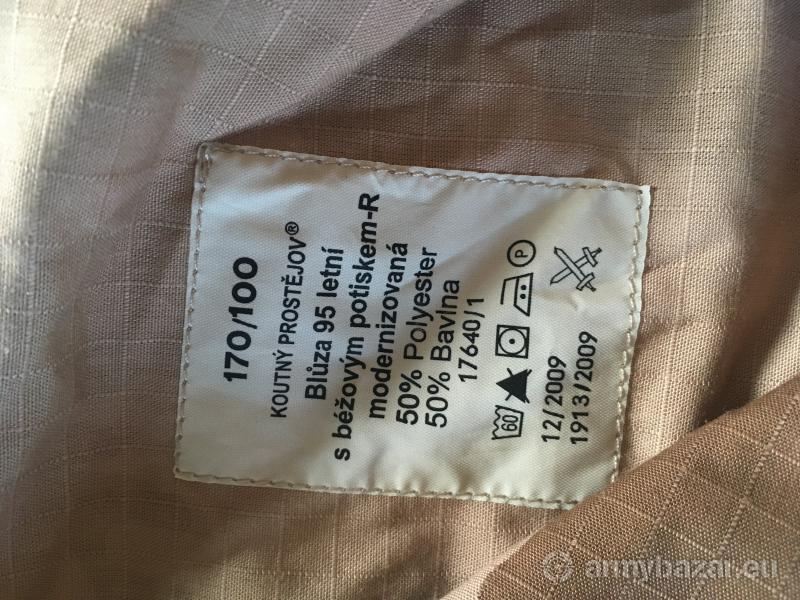 170/100
KOUTNÝ PROSTĚJOV®
Blůza 95 letní
s béžovým potiskem-R
modernizovaná
50% Polyester
50% Bavlna
17640/1
60 P
12/2009
1913/2009
armybazar.eu